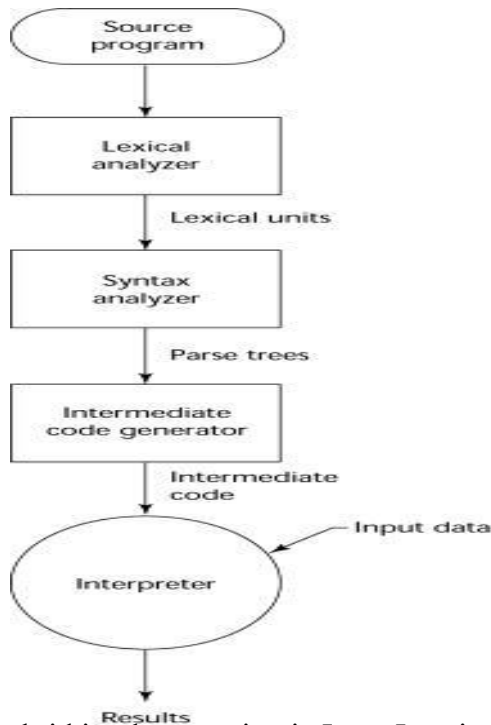 Source
program
Lexical
analyzer
Lexical units
Syntax
analyzer
Parse trees
Intermediate
code generator
Intermediate
code
Input data
Interpreter
Results